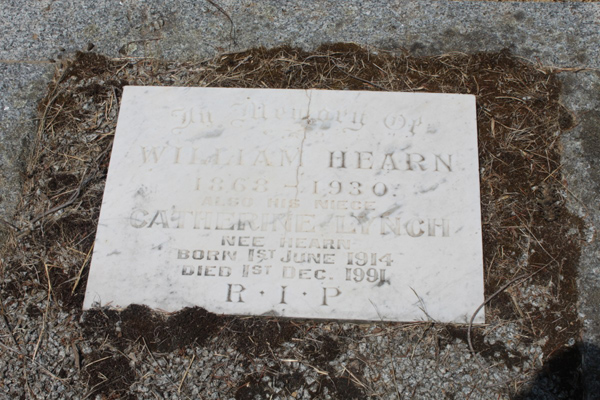 In Memory Of
WILLIAM HEARN
1868 - 1930
ALSO HIS NIECE
CATHERINE LYNCH
NEE HEARN
BORN 1ST JUNE 1914
DIED 1ST DEC. 1991
R · I · P